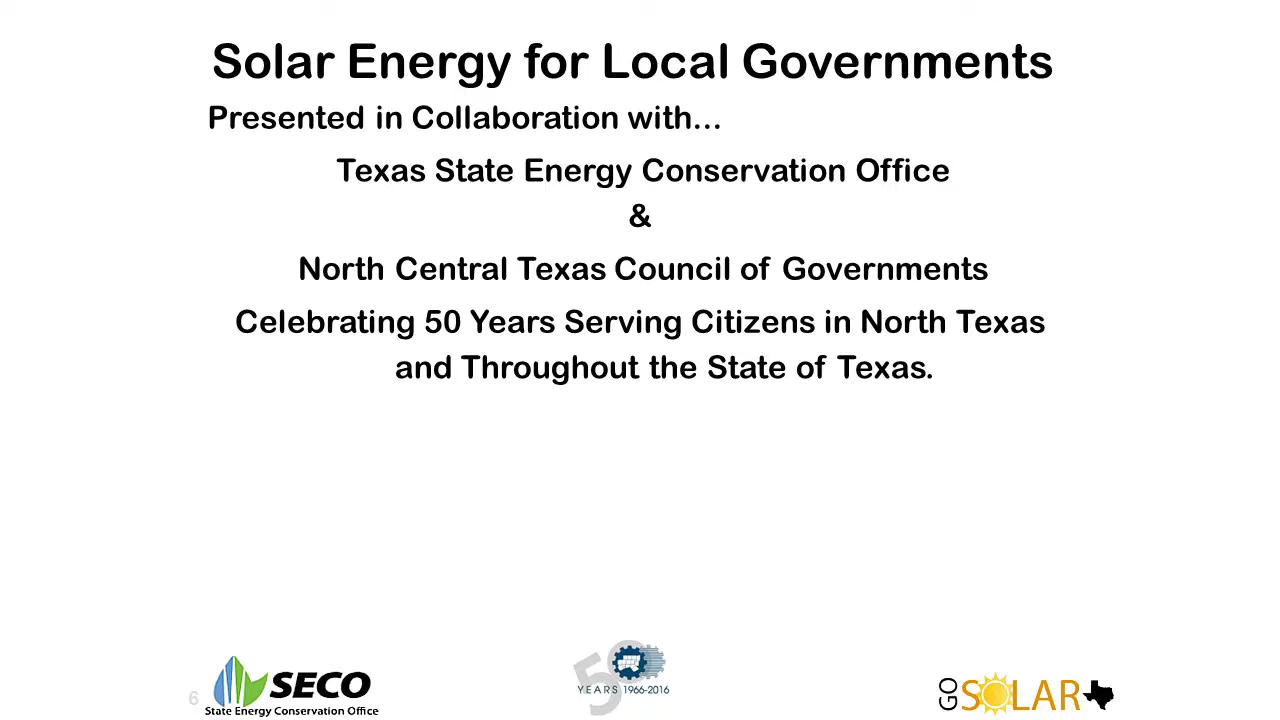 Solar Energy for Local Governments
Presented in Collaboration with...
Texas State Energy Conservation Office
&
North Central Texas Council of Governments
Celebrating 50 Years Serving Citizens in North Texas
and Throughout the State of Texas.
6
SECO
State Energy Conservation Office
50
YEARS 1966-2016
GO SOLAR